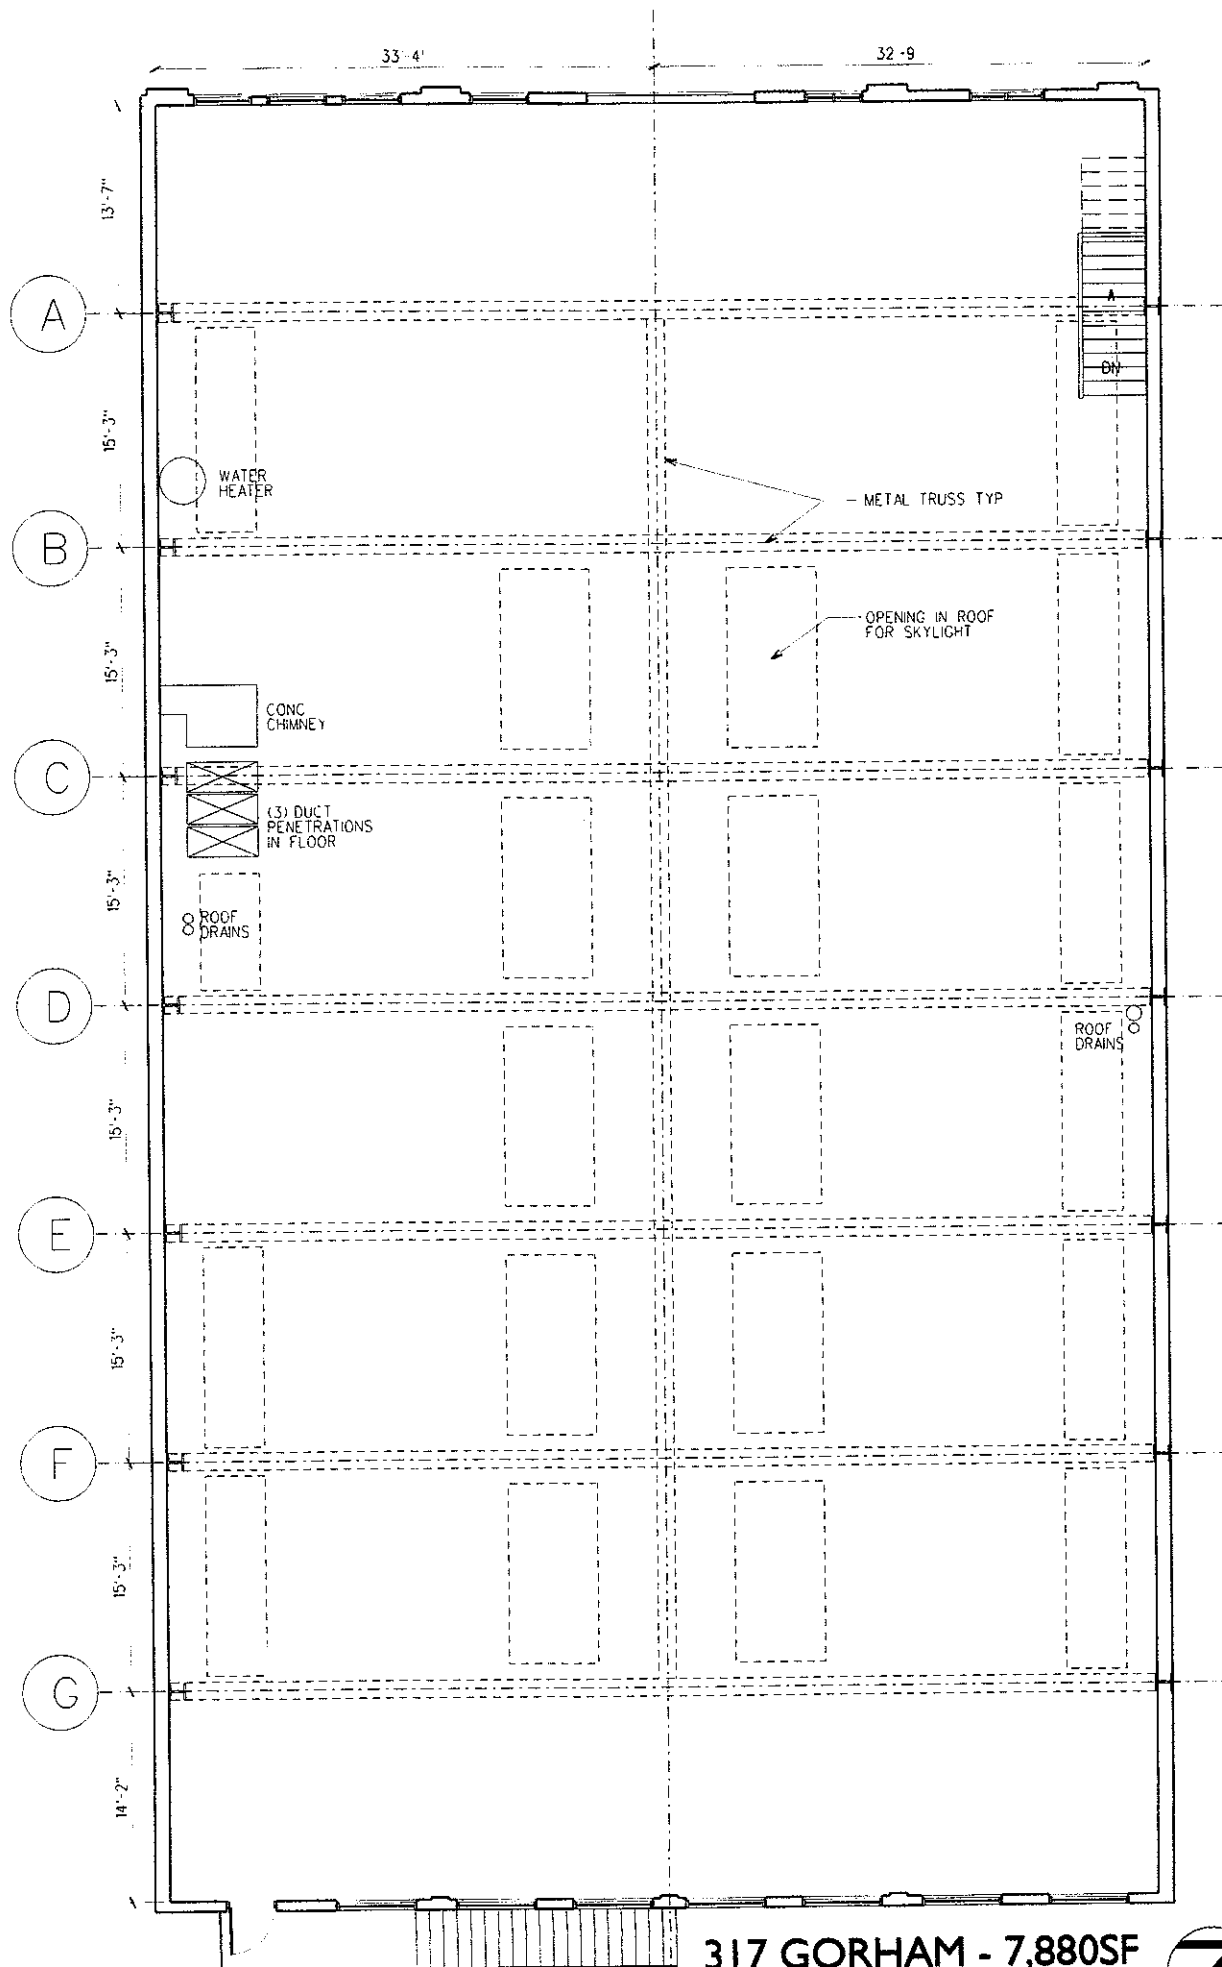 33'-4'
32-9
13'-7"
A
A
15'-3"
DN
WATER
HEATER
METAL TRUSS TYP
B
OPENING IN ROOF
FOR SKYLIGHT
15'-3"
CONC
CHIMNEY
C
(3) DUCT
PENETRATIONS
IN FLOOR
15'-3"
ROOF
DRAINS
D
ROOF
DRAINS
15'-3"
E
15'-3"
F
15'-3"
G
14'-2"
317 GORHAM - 7,880SF